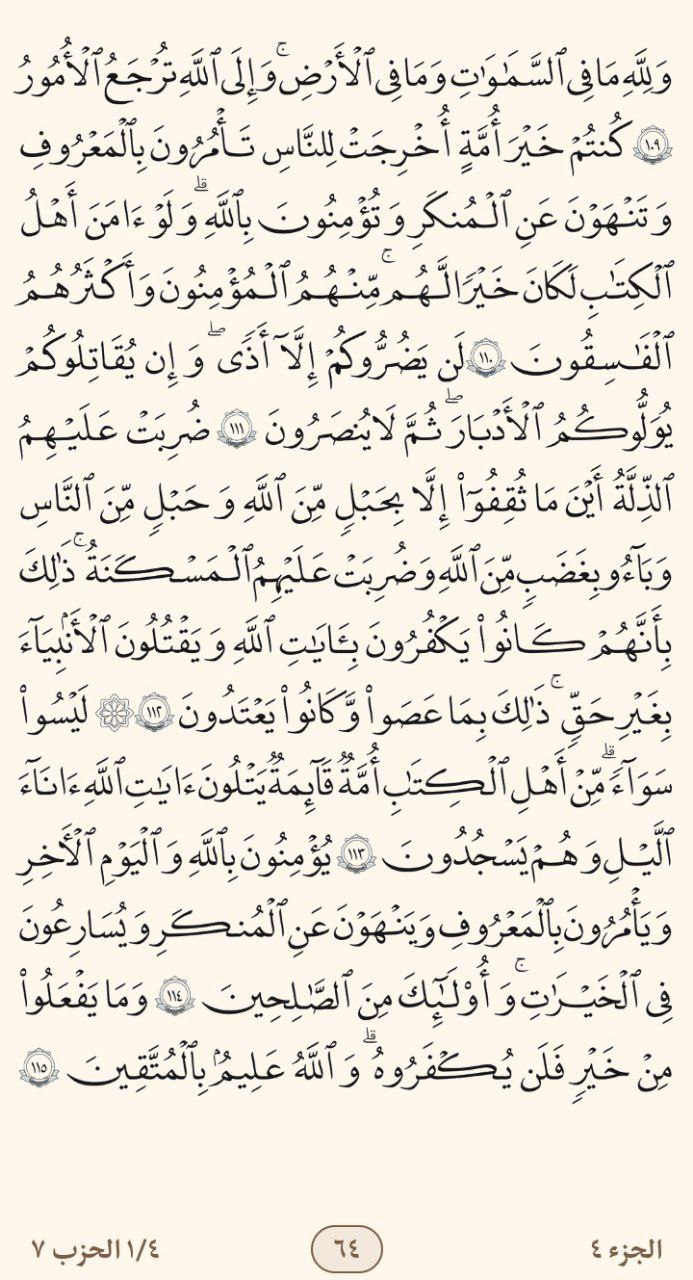 وَلِلَّهِ مَا فِي ٱلسَّمَٰوَٰتِ وَمَا فِي ٱلۡأَرۡضِۚ وَإِلَى ٱللَّهِ تُرۡجَعُ ٱلۡأُمُورُ
١٠٩ كُنتُمۡ خَيۡرَ أُمَّةٍ أُخۡرِجَتۡ لِلنَّاسِ تَأۡمُرُونَ بِٱلۡمَعۡرُوفِ
وَتَنۡهَوۡنَ عَنِ ٱلۡمُنكَرِ وَتُؤۡمِنُونَ بِٱللَّهِۗ وَلَوۡ ءَامَنَ أَهۡلُ
ٱلۡكِتَٰبِ لَكَانَ خَيۡرٗا لَّهُمۚ مِّنۡهُمُ ٱلۡمُؤۡمِنُونَ وَأَكۡثَرُهُمُ
ٱلۡفَٰسِقُونَ ١١٠ لَن يَضُرُّوكُمۡ إِلَّآ أَذٗىۖ وَإِن يُقَٰتِلُوكُمۡ
يُوَلُّوكُمُ ٱلۡأَدۡبَارَۖ ثُمَّ لَا يُنصَرُونَ ١١١ ضُرِبَتۡ عَلَيۡهِمُ
ٱلذِّلَّةُ أَيۡنَ مَا ثُقِفُوٓاْ إِلَّا بِحَبۡلٖ مِّنَ ٱللَّهِ وَحَبۡلٖ مِّنَ ٱلنَّاسِ
وَبَآءُو بِغَضَبٖ مِّنَ ٱللَّهِ وَضُرِبَتۡ عَلَيۡهِمُ ٱلۡمَسۡكَنَةُۚ ذَٰلِكَ
بِأَنَّهُمۡ كَانُواْ يَكۡفُرُونَ بِـَٔايَٰتِ ٱللَّهِ وَيَقۡتُلُونَ ٱلۡأَنۢبِيَآءَ
بِغَيۡرِ حَقّٖۚ ذَٰلِكَ بِمَا عَصَواْ وَّكَانُواْ يَعۡتَدُونَ ١١٢ ۞ لَيۡسُواْ
سَوَآءٗۗ مِّنۡ أَهۡلِ ٱلۡكِتَٰبِ أُمَّةٞ قَآئِمَةٞ يَتۡلُونَ ءَايَٰتِ ٱللَّهِ ءَانَآءَ
ٱلَّيۡلِ وَهُمۡ يَسۡجُدُونَ ١١٣ يُؤۡمِنُونَ بِٱللَّهِ وَٱلۡيَوۡمِ ٱلۡأٓخِرِ
وَيَأۡمُرُونَ بِٱلۡمَعۡرُوفِ وَيَنۡهَوۡنَ عَنِ ٱلۡمُنكَرِ وَيُسَٰرِعُونَ
فِي ٱلۡخَيۡرَٰتِۚ وَأُوْلَٰٓئِكَ مِنَ ٱلصَّٰلِحِينَ ١١٤ وَمَا يَفۡعَلُواْ
مِنۡ خَيۡرٖ فَلَن يُكۡفَرُوهُۗ وَٱللَّهُ عَلِيمُۢ بِٱلۡمُتَّقِينَ ١١٥
الجزء ٤
٦٤
١/٤ الحزب ٧